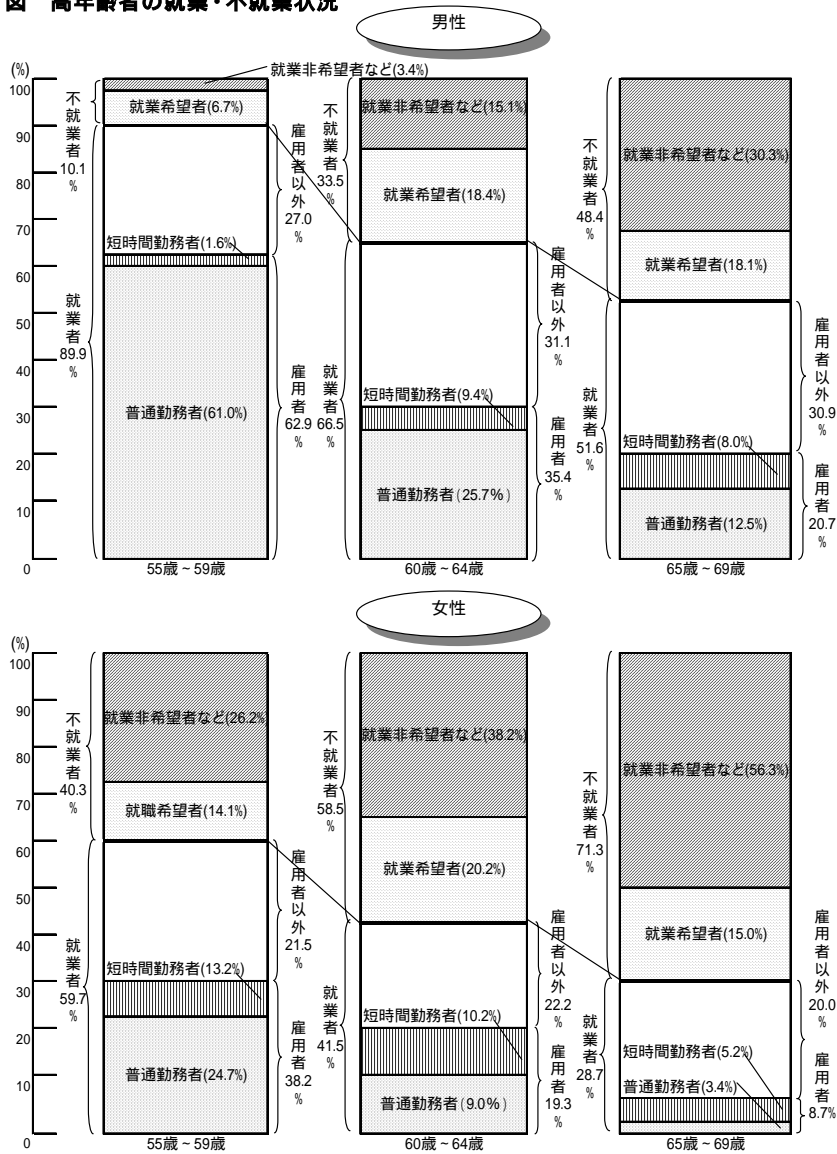 図 高年齢者の就業・不就業状況
男性
(%)
100
90
80
70
60
50
40
30
20
10
0
不就業者
10.1
%
就業者
89.9
%
就業非希望者など(3.4%)
就業希望者(6.7%)
短時間勤務者(1.6%)
普通勤務者(61.0%)
雇用者以外
27.0
%
雇用者
62.9
%
55歳~59歳
不就業者
33.5
%
就業者
66.5
%
就業非希望者など(15.1%)
就業希望者(18.4%)
短時間勤務者(9.4%)
普通勤務者(25.7%)
雇用者以外
31.1
%
雇用者
35.4
%
60歳~64歳
不就業者
48.4
%
就業者
51.6
%
就業非希望者など(30.3%)
就業希望者(18.1%)
短時間勤務者(8.0%)
普通勤務者(12.5%)
雇用者以外
30.9
%
雇用者
20.7
%
65歳~69歳
女性
(%)
100
90
80
70
60
50
40
30
20
10
0
不就業者
40.3
%
就業者
59.7
%
就業非希望者など(26.2%)
就職希望者(14.1%)
短時間勤務者(13.2%)
普通勤務者(24.7%)
雇用者以外
21.5
%
雇用者
38.2
%
55歳~59歳
不就業者
58.5
%
就業者
41.5
%
就業非希望者など(38.2%)
就業希望者(20.2%)
短時間勤務者(10.2%)
普通勤務者(9.0%)
雇用者以外
22.2
%
雇用者
19.3
%
60歳~64歳
不就業者
71.3
%
就業者
28.7
%
就業非希望者など(56.3%)
就業希望者(15.0%)
短時間勤務者(5.2%)
普通勤務者(3.4%)
雇用者以外
20.0
%
雇用者
8.7%
65歳~69歳